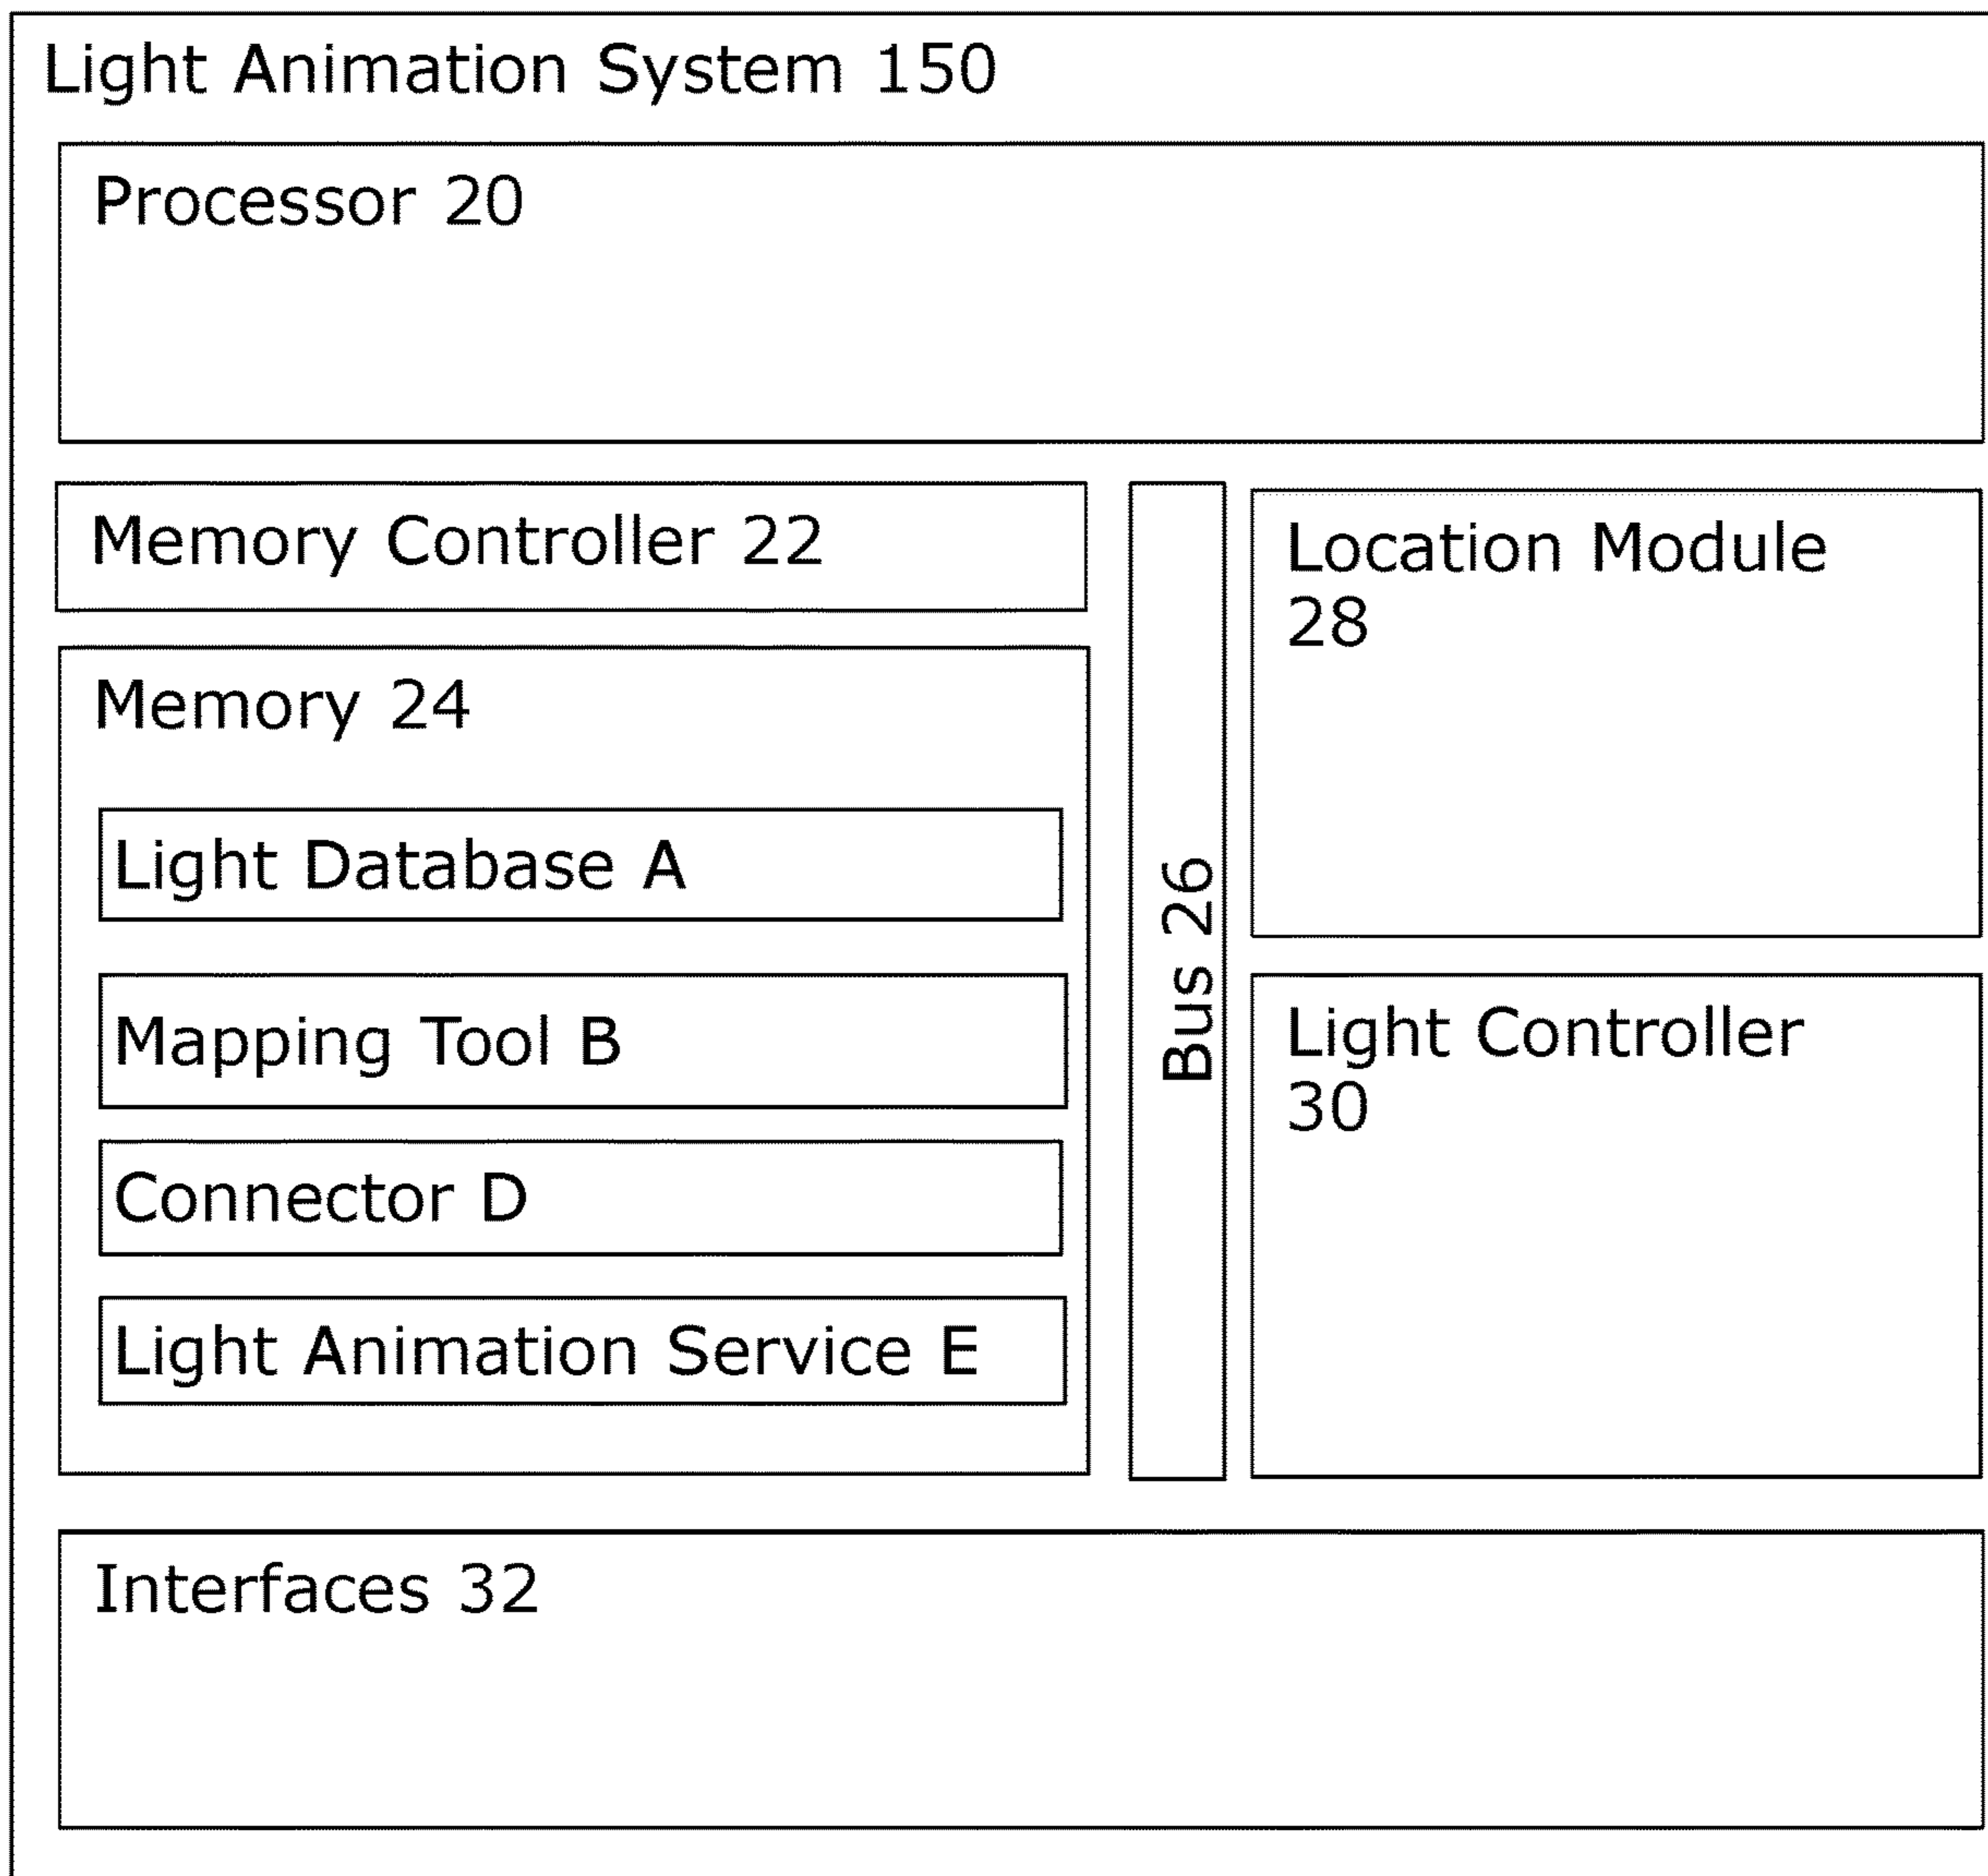 Light Animation System 150
Processor 20
Memory Controller 22
Memory 24
Light Database A
Mapping Tool B
Connector D
Light Animation Service E
Bus 26
Location Module
28
Light Controller
30
Interfaces 32